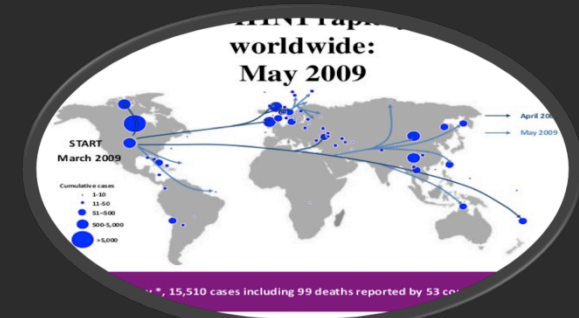 worldwide:
May 2009
START
March 2009
April
May 2009
Cumulative cases
1-10
11-50
51-500
500-5,000
>5,000
*, 15,510 cases including 99 deaths reported by 53